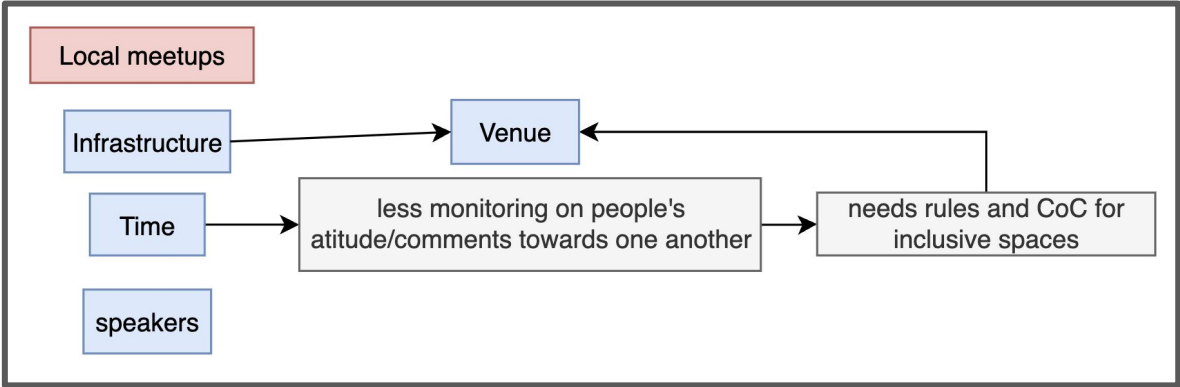 Local meetups
Infrastructure
Venue
Time
less monitoring on people's
atitude/comments towards one another
needs rules and CoC for
inclusive spaces
speakers